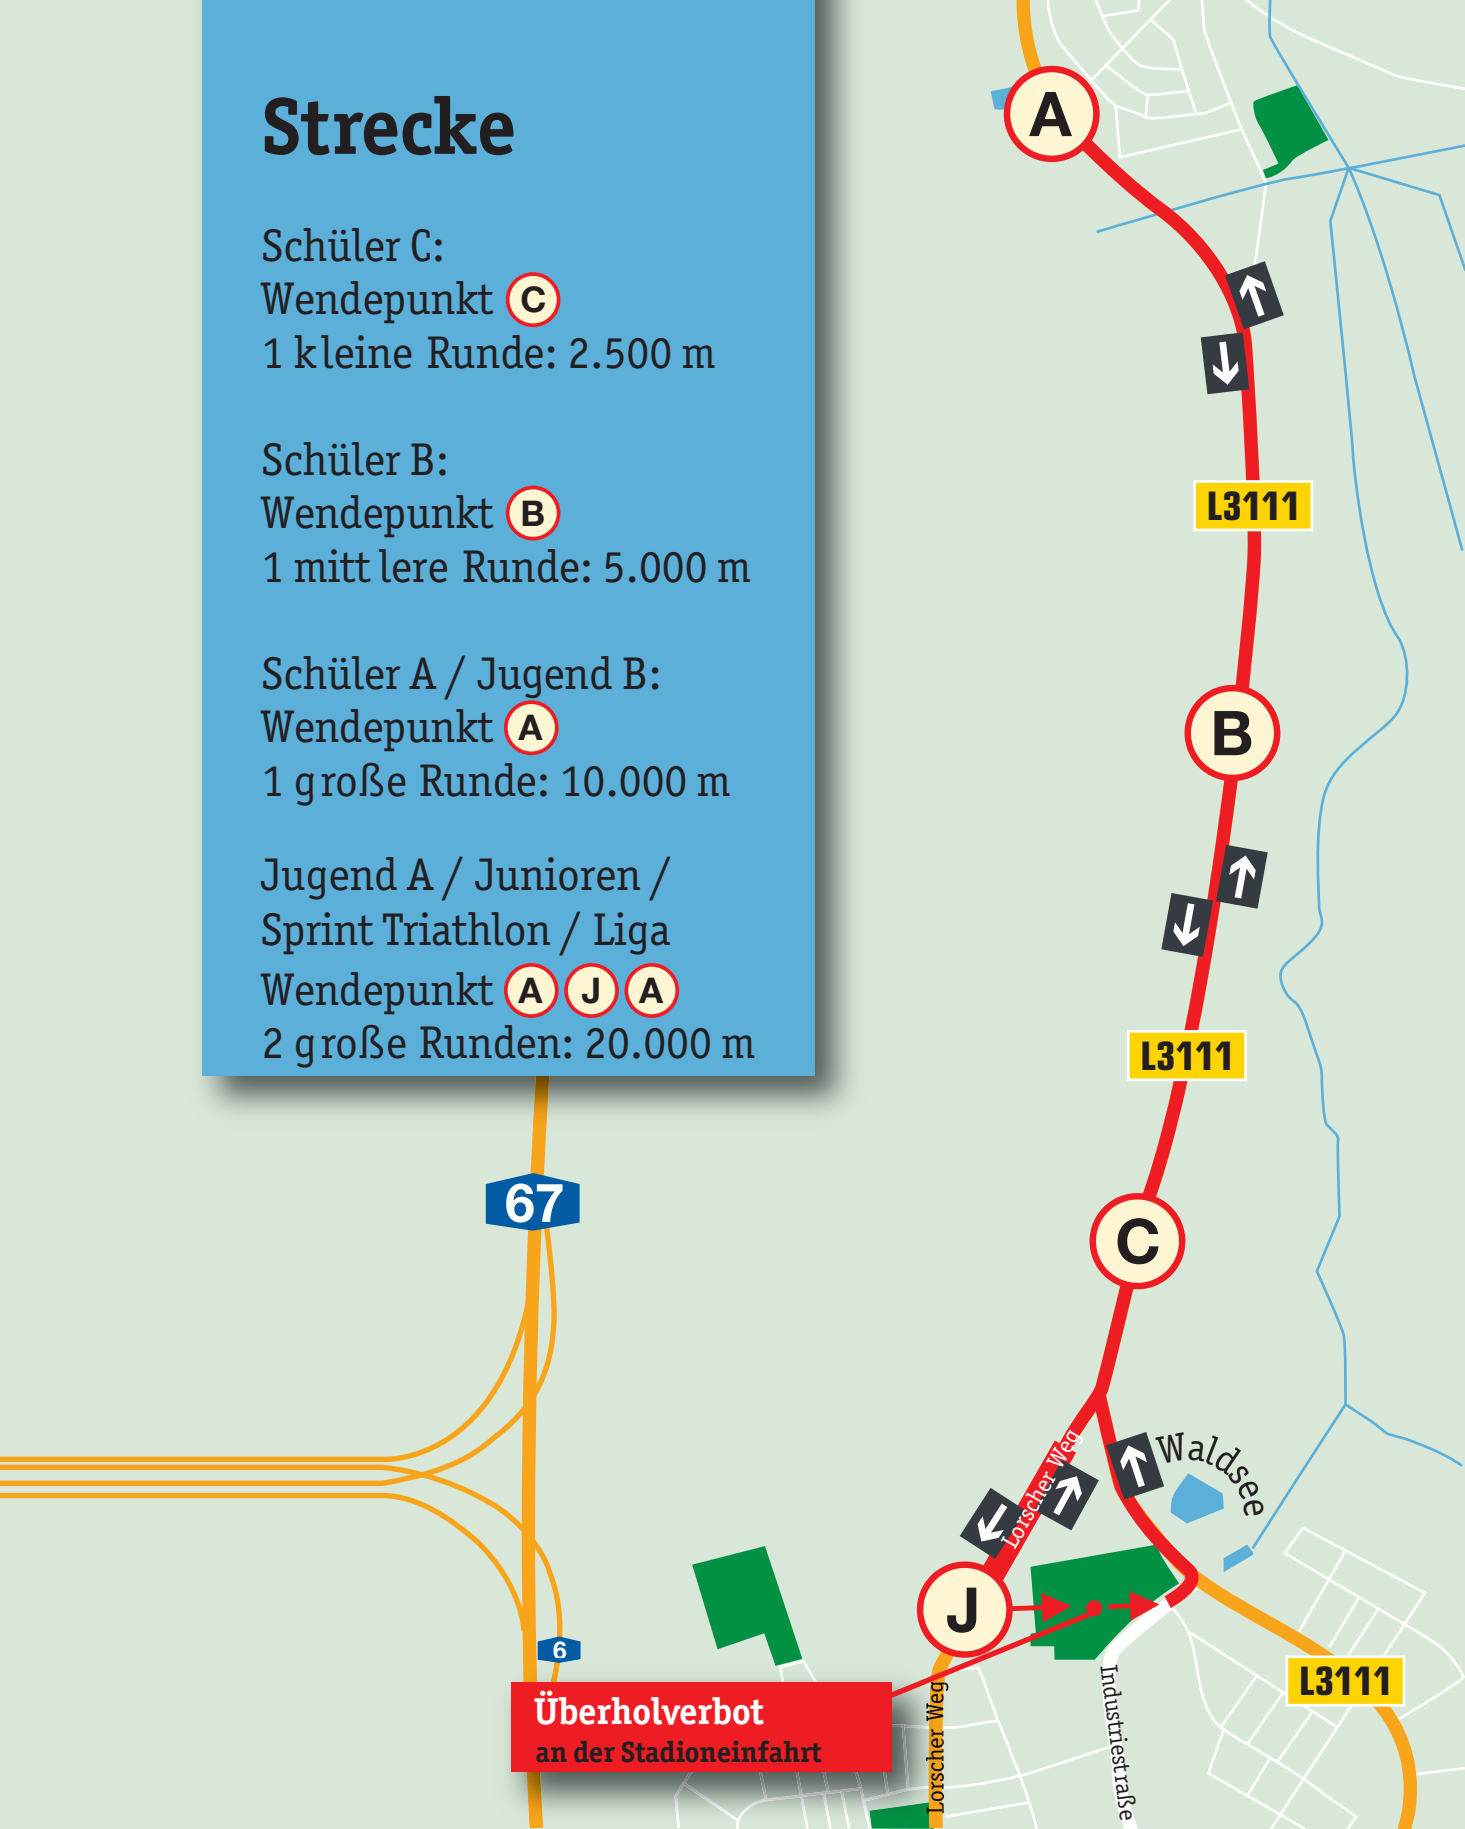 Strecke
Schüler C:
Wendepunkt C
1 kleine Runde: 2.500 m
Schüler B:
Wendepunkt B
1 mittlere Runde: 5.000 m
Schüler A / Jugend B:
Wendepunkt A
1 große Runde: 10.000 m
Jugend A / Junioren /
Sprint Triathlon / Liga
Wendepunkt A J A
2 große Runden: 20.000 m
A
L3111
B
L3111
C
67
Waldsee
Lorscher Weg
J
6
L3111
Überholverbot
an der Stadioneinfahrt
Lorscher Weg
Industriestraße